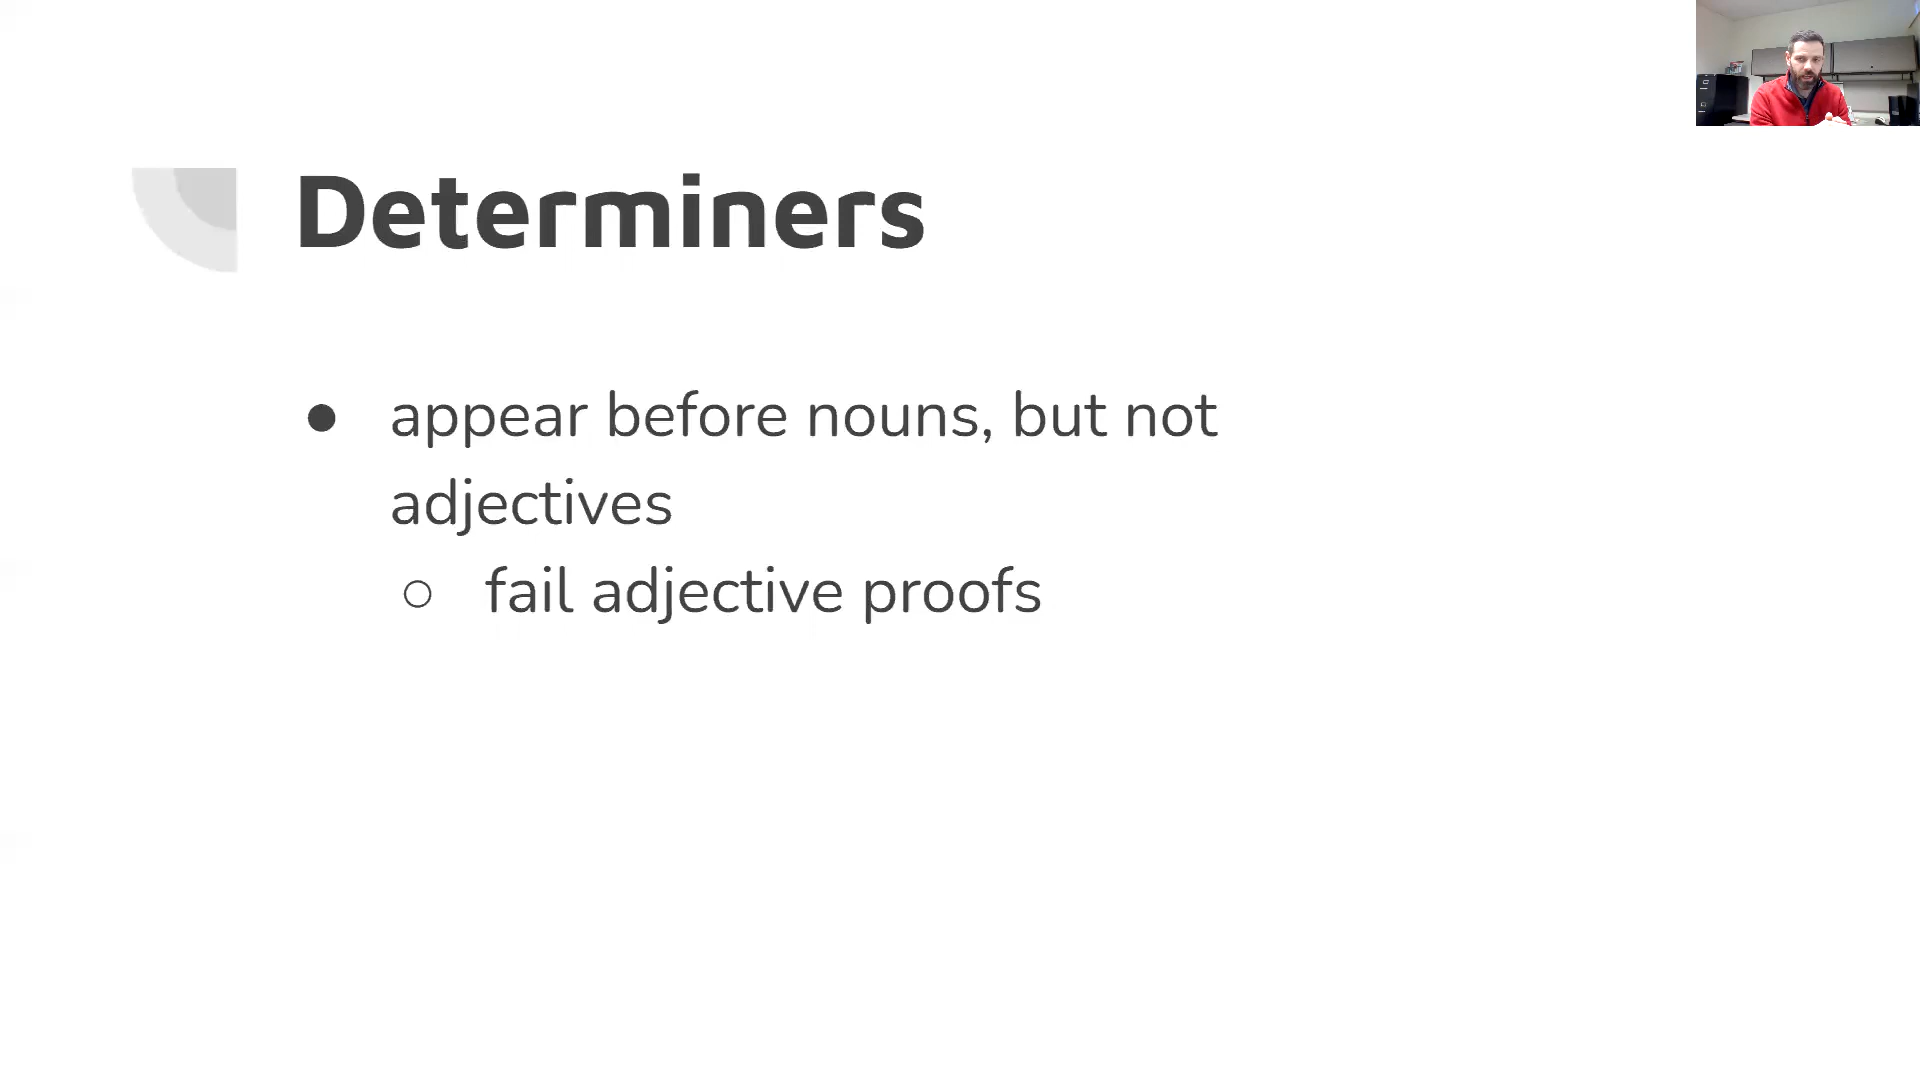 Determiners
● appear before nouns, but not
adjectives
○ fail adjective proofs